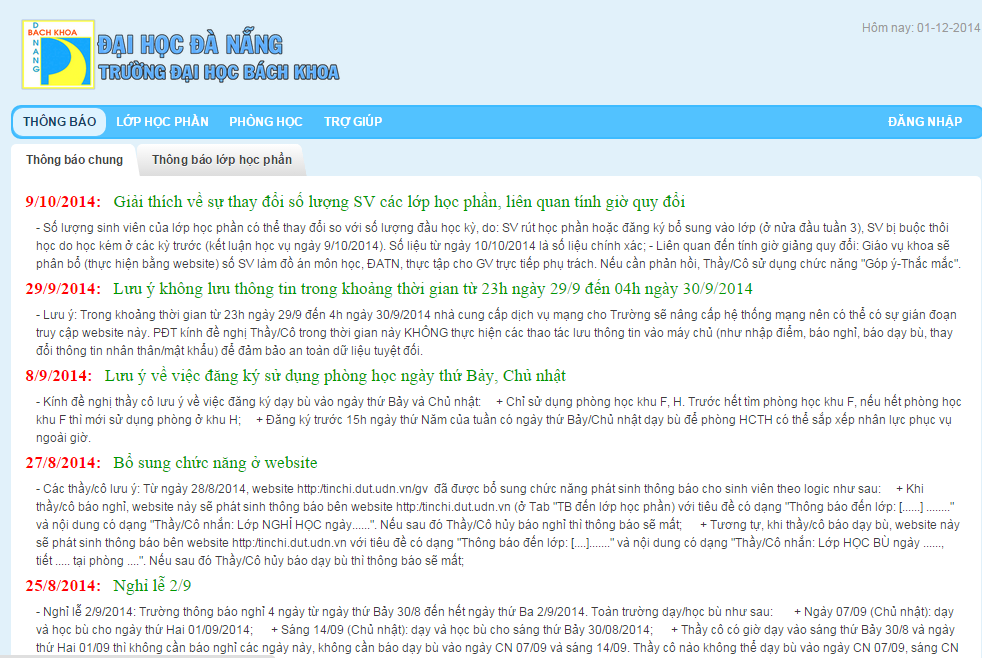 Hôm nay: 01-12-2014
BÁCH KHOA
ĐA NANG
ĐẠI HỌC ĐÀ NẴNG
TRƯỜNG ĐẠI HỌC BÁCH KHOA
THÔNG BÁO LỚP HỌC PHẦN PHÒNG HỌC TRỢ GIÚP ĐĂNG NHẬP
Thông báo chung Thông báo lớp học phần
9/10/2014: Giải thích về sự thay đổi số lượng SV các lớp học phần, liên quan tính giờ quy đổi
- Số lượng sinh viên của lớp học phần có thể thay đổi so với số lượng đầu học kỳ, do: SV rút học phần hoặc đăng ký bổ sung vào lớp (ở nửa đầu tuần 3), SV bị buộc thôi
học do học kém ở các kỳ trước (kết luận học vụ ngày 9/10/2014). Số liệu từ ngày 10/10/2014 là số liệu chính xác; - Liên quan đến tính giờ giảng quy đổi: Giáo vụ khoa sẽ
phân bổ (thực hiện bằng website) số SV làm đồ án môn học, ĐATN, thực tập cho GV trực tiếp phụ trách. Nếu cần phản hồi, Thầy/Cô sử dụng chức năng "Góp ý-Thắc mắc".
29/9/2014: Lưu ý không lưu thông tin trong khoảng thời gian từ 23h ngày 29/9 đến 04h ngày 30/9/2014
- Lưu ý: Trong khoảng thời gian từ 23h ngày 29/9 đến 4h ngày 30/9/2014 nhà cung cấp dịch vụ mạng cho Trường sẽ nâng cấp hệ thống mạng nên có thể có sự gián đoạn
truy cập website này. PĐT kính đề nghị Thầy/Cô trong thời gian này KHÔNG thực hiện các thao tác lưu thông tin vào máy chủ (như nhập điểm, báo nghỉ, báo dạy bù, thay
đổi thông tin nhân thân/mật khẩu) để đảm bảo an toàn dữ liệu tuyệt đối.
8/9/2014: Lưu ý về việc đăng ký sử dụng phòng học ngày thứ Bảy, Chủ nhật
- Kính đề nghị thầy cô lưu ý về việc đăng ký dạy bù vào ngày thứ Bảy và Chủ nhật: + Chỉ sử dụng phòng học khu F, H. Trước hết tìm phòng học khu F, nếu hết phòng học
khu F thì mới sử dụng phòng ở khu H; + Đăng ký trước 15h ngày thứ Năm của tuần có ngày thứ Bảy/Chủ nhật dạy bù để phòng HCTH có thể sắp xếp nhân lực phục vụ
ngoài giờ.
27/8/2014: Bổ sung chức năng ở website
- Các thầy/cô lưu ý: Từ ngày 28/8/2014, website http:/tinchi.dut.udn.vn/gv đã được bổ sung chức năng phát sinh thông báo cho sinh viên theo logic như sau: + Khi
thầy/cô báo nghỉ, website này sẽ phát sinh thông báo bên website http:/tinchi.dut.udn.vn (ở Tab "TB đến lớp học phần) với tiêu đề có dạng "Thông báo đến lớp: [......] ........"
và nội dung có dạng "Thầy/Cô nhắn: Lớp NGHỈ HỌC ngày......". Nếu sau đó Thầy/Cô hủy báo nghỉ thì thông báo sẽ mất; + Tương tự, khi thầy/cô báo dạy bù, website này
sẽ phát sinh thông báo bên website http:/tinchi.dut.udn.vn với tiêu đề có dạng "Thông báo đến lớp: [....]......." và nội dung có dạng "Thầy/Cô nhắn: Lớp HỌC BÙ ngày ......,
tiết ..... tại phòng ....". Nếu sau đó Thầy/Cô hủy báo dạy bù thì thông báo sẽ mất;
25/8/2014: Nghỉ lễ 2/9
- Nghỉ lễ 2/9/2014: Trường thông báo nghỉ 4 ngày từ ngày thứ Bảy 30/8 đến hết ngày thứ Ba 2/9/2014. Toàn trường dạy/học bù như sau: + Ngày 07/09 (Chủ nhật): dạy
và học bù cho ngày thứ Hai 01/09/2014; + Sáng 14/09 (Chủ nhật): dạy và học bù cho sáng thứ Bảy 30/08/2014; + Thầy cô có giờ dạy vào sáng thứ Bảy 30/8 và ngày
thứ Hai 01/09 thì không cần báo nghỉ các ngày này, không cần báo dạy bù vào ngày CN 07/09 và sáng 14/09. Thầy cô nào không thể dạy bù vào ngày CN 07/09, sáng CN